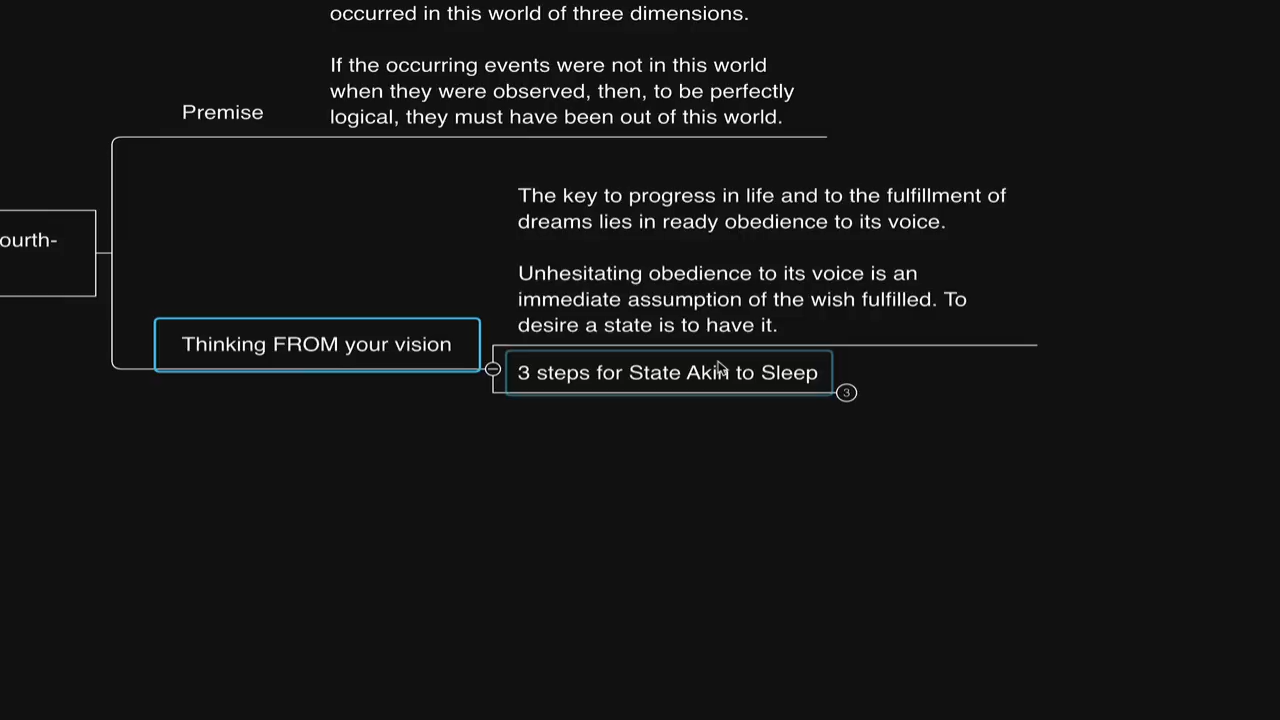 occurred in this world of three dimensions.
If the occurring events were not in this world
when they were observed, then, to be perfectly
logical, they must have been out of this world.
Premise
The key to progress in life and to the fulfillment of
dreams lies in ready obedience to its voice.
ourth-
Unhesitating obedience to its voice is an
immediate assumption of the wish fulfilled. To
desire a state is to have it.
Thinking FROM your vision
3 steps for State Akin to Sleep
3